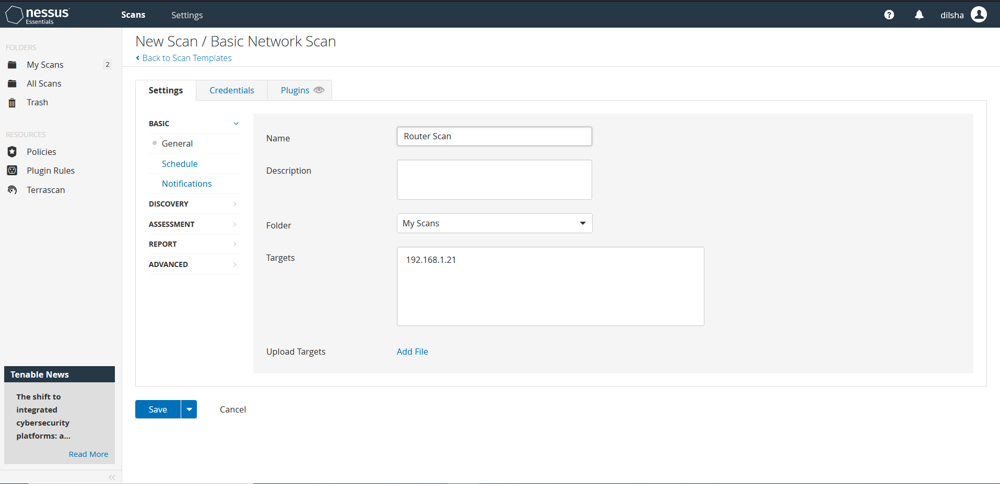 nessus
Essentials
Scans
Settings
?
dilsha
FOLDERS
My Scans
2
All Scans
Trash
RESOURCES
Policies
Plugin Rules
Terrascan
Tenable News
The shift to
integrated
cybersecurity
platforms: a...
Read More
New Scan / Basic Network Scan
Back to Scan Templates
Settings
Credentials
Plugins
BASIC
General
Schedule
Notifications
DISCOVERY
ASSESSMENT
REPORT
ADVANCED
Name
Router Scan
Description
Folder
My Scans
Targets
192.168.1.21
Upload Targets
Add File
Save
Cancel